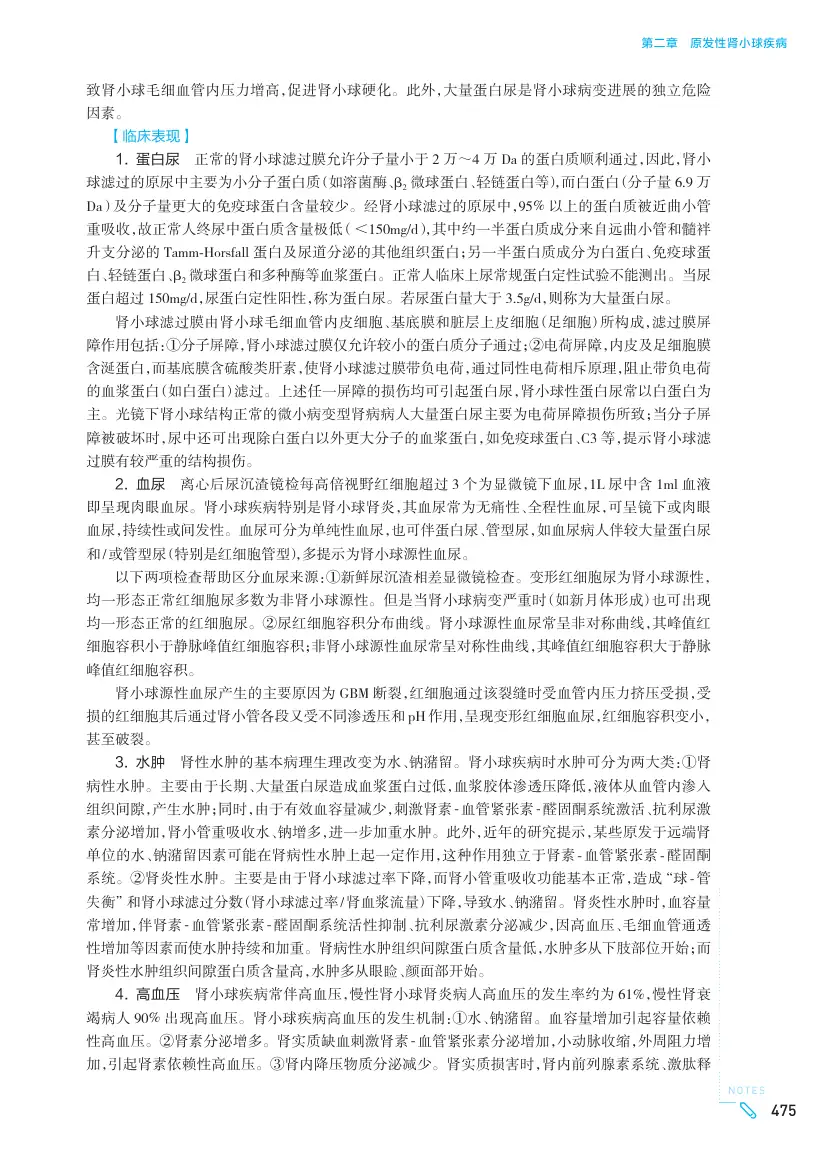 第二章 原发性肾小球疾病
致肾小球毛细血管内压力增高,促进肾小球硬化。此外,大量蛋白尿是肾小球病变进展的独立危险
因素。
【临床表现】
1. 蛋白尿 正常的肾小球滤过膜允许分子量小于 2 万～4 万 Da 的蛋白质顺利通过,因此,肾小
球滤过的原尿中主要为小分子蛋白质(如溶菌酶、β₂ 微球蛋白、轻链蛋白等),而白蛋白(分子量 6.9 万
Da)及分子量更大的免疫球蛋白含量较少。经肾小球滤过的原尿中,95% 以上的蛋白质被近曲小管
重吸收,故正常人终尿中蛋白质含量极低(<150mg/d),其中约一半蛋白质成分来自远曲小管和髓袢
升支分泌的 Tamm-Horsfall 蛋白及尿道分泌的其他组织蛋白;另一半蛋白质成分为白蛋白、免疫球蛋
白、轻链蛋白、β₂ 微球蛋白和多种酶等血浆蛋白。正常人临床上尿常规蛋白定性试验不能测出。当尿
蛋白超过 150mg/d,尿蛋白定性阳性,称为蛋白尿。若尿蛋白量大于 3.5g/d,则称为大量蛋白尿。
肾小球滤过膜由肾小球毛细血管内皮细胞、基底膜和脏层上皮细胞(足细胞)所构成,滤过膜屏
障作用包括:①分子屏障,肾小球滤过膜仅允许较小的蛋白质分子通过;②电荷屏障,内皮及足细胞膜
含涎蛋白,而基底膜含硫酸类肝素,使肾小球滤过膜带负电荷,通过同性电荷相斥原理,阻止带负电荷
的血浆蛋白(如白蛋白)滤过。上述任一屏障的损伤均可引起蛋白尿,肾小球性蛋白尿常以白蛋白为
主。光镜下肾小球结构正常的微小病变型肾病病人大量蛋白尿主要为电荷屏障损伤所致;当分子屏
障被破坏时,尿中还可出现除白蛋白以外更大分子的血浆蛋白,如免疫球蛋白、C3 等,提示肾小球滤
过膜有较严重的结构损伤。
2. 血尿 离心后尿沉渣镜检每高倍视野红细胞超过 3 个为显微镜下血尿,1L 尿中含 1ml 血液
即呈现肉眼血尿。肾小球疾病特别是肾小球肾炎,其血尿常为无痛性、全程性血尿,可呈镜下或肉眼
血尿,持续性或间发性。血尿可分为单纯性血尿,也可伴蛋白尿、管型尿,如血尿病人伴较大量蛋白尿
和/或管型尿(特别是红细胞管型),多提示为肾小球源性血尿。
以下两项检查帮助区分血尿来源:①新鲜尿沉渣相差显微镜检查。变形红细胞尿为肾小球源性,
均一形态正常红细胞尿多数为非肾小球源性。但是当肾小球病变严重时(如新月体形成)也可出现
均一形态正常的红细胞尿。②尿红细胞容积分布曲线。肾小球源性血尿常呈非对称曲线,其峰值红
细胞容积小于静脉峰值红细胞容积;非肾小球源性血尿常呈对称性曲线,其峰值红细胞容积大于静脉
峰值红细胞容积。
肾小球源性血尿产生的主要原因为 GBM 断裂,红细胞通过该裂缝时受血管内压力挤压受损,受
损的红细胞其后通过肾小管各段又受不同渗透压和 pH 作用,呈现变形红细胞血尿,红细胞容积变小,
甚至破裂。
3. 水肿 肾性水肿的基本病理生理改变为水、钠潴留。肾小球疾病时水肿可分为两大类:①肾
病性水肿。主要由于长期、大量蛋白尿造成血浆蛋白过低,血浆胶体渗透压降低,液体从血管内渗入
组织间隙,产生水肿;同时,由于有效血容量减少,刺激肾素-血管紧张素-醛固酮系统激活、抗利尿激
素分泌增加,肾小管重吸收水、钠增多,进一步加重水肿。此外,近年的研究提示,某些原发于远端肾
单位的水、钠潴留因素可能在肾病性水肿上起一定作用,这种作用独立于肾素-血管紧张素-醛固酮
系统。②肾炎性水肿。主要是由于肾小球滤过率下降,而肾小管重吸收功能基本正常,造成“球-管
失衡”和肾小球滤过分数(肾小球滤过率/肾血浆流量)下降,导致水、钠潴留。肾炎性水肿时,血容量
常增加,伴肾素-血管紧张素-醛固酮系统活性抑制、抗利尿激素分泌减少,因高血压、毛细血管通透
性增加等因素而使水肿持续和加重。肾病性水肿组织间隙蛋白质含量低,水肿多从下肢部位开始;而
肾炎性水肿组织间隙蛋白质含量高,水肿多从眼睑、颜面部开始。
4. 高血压 肾小球疾病常伴高血压,慢性肾小球肾炎病人高血压的发生率约为 61%,慢性肾衰
竭病人 90% 出现高血压。肾小球疾病高血压的发生机制:①水、钠潴留。血容量增加引起容量依赖
性高血压。②肾素分泌增多。肾实质缺血刺激肾素-血管紧张素分泌增加,小动脉收缩,外周阻力增
加,引起肾素依赖性高血压。③肾内降压物质分泌减少。肾实质损害时,肾内前列腺素系统、激肽释
NOTES
475